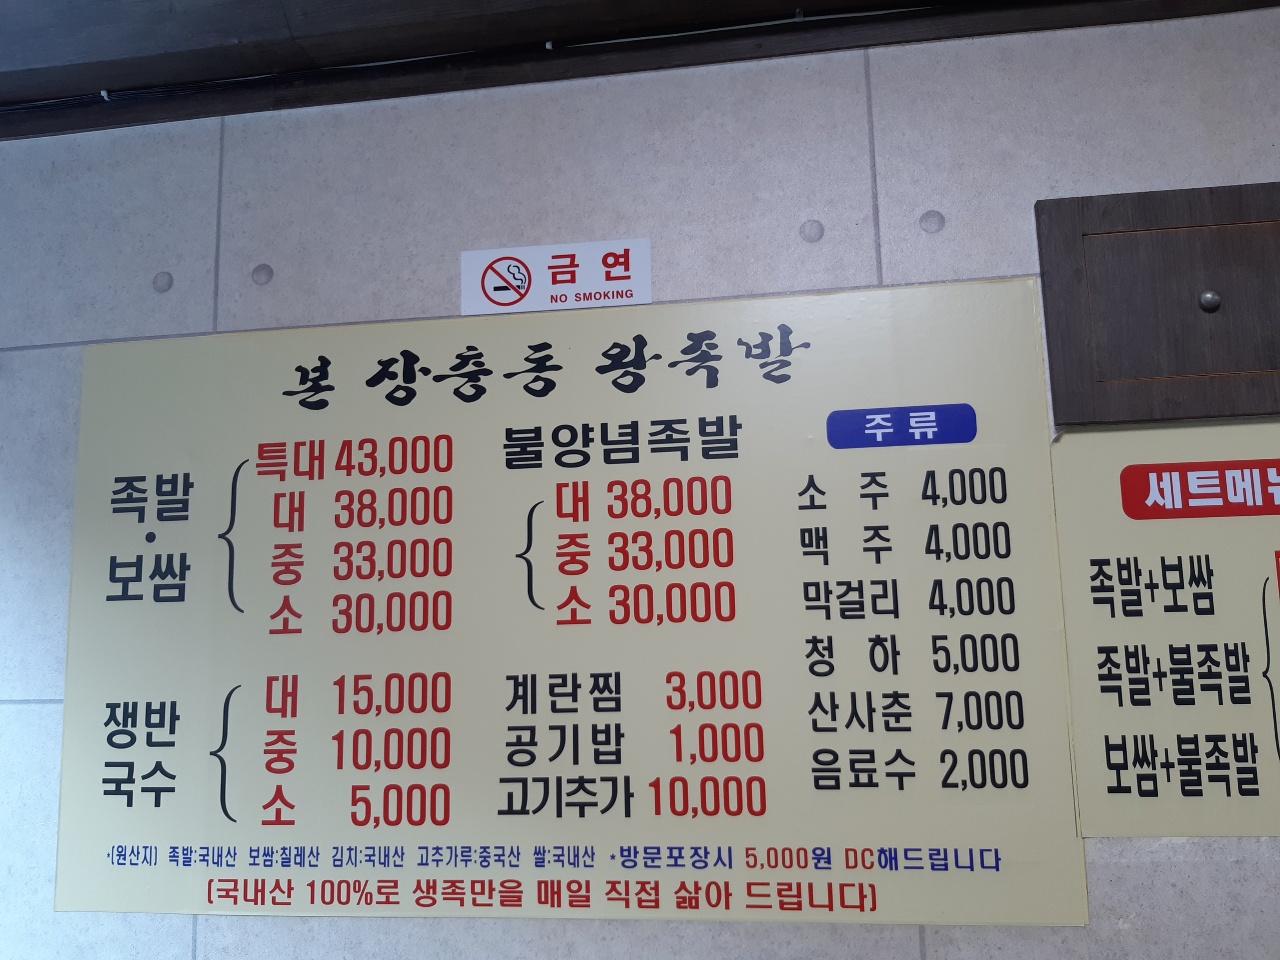 금 연
NO SMOKING
본 장충동 왕족발
족발
·
보쌈
특대 43,000
대 38,000
중 33,000
소 30,000
쟁반
국수
대 15,000
중 10,000
소 5,000
불양념족발
대 38,000
중 33,000
소 30,000
계란찜 3,000
공기밥 1,000
고기추가 10,000
주 류
소 주 4,000
맥 주 4,000
막걸리 4,000
청 하 5,000
산사춘 7,000
음료수 2,000
*(원산지) 족발:국내산 보쌈:칠레산 김치:국내산 고추가루:중국산 쌀:국내산 *방문포장시 5,000원 DC해드립니다
(국내산 100%로 생족만을 매일 직접 삶아 드립니다)
세트메뉴
족발+보쌈
족발+불족발
보쌈+불족발